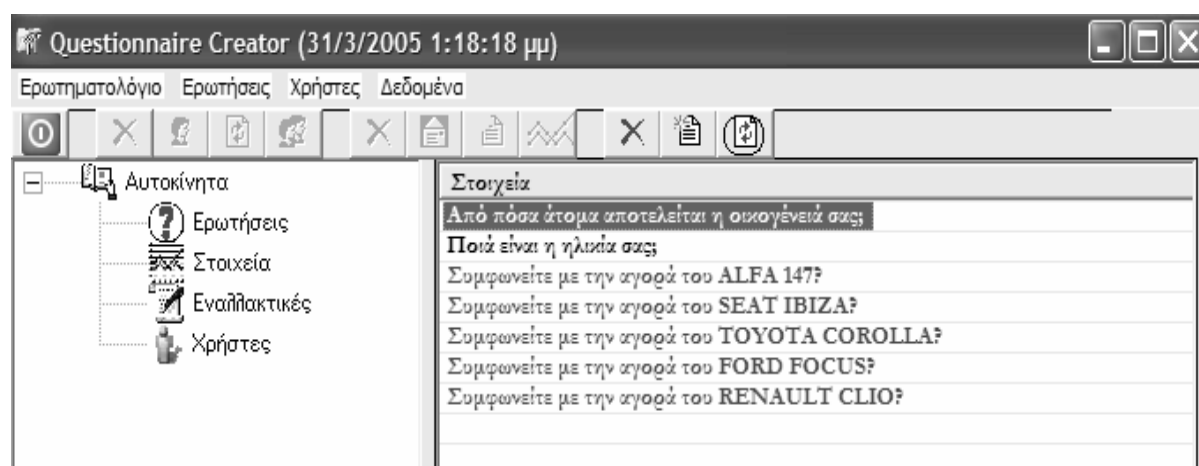 Questionnaire Creator (31/3/2005 1:18:18 μμ)
Ερωτηματολόγιο Ερωτήσεις Χρήστες Δεδομένα
Αυτοκίνητα
Ερωτήσεις
Στοιχεία
Εναλλακτικές
Χρήστες
Στοιχεία
Από πόσα άτομα αποτελείται η οικογένειά σας;
Ποιά είναι η ηλικία σας;
Συμφωνείτε με την αγορά του ALFA 147?
Συμφωνείτε με την αγορά του SEAT IBIZA?
Συμφωνείτε με την αγορά του TOYOTA COROLLA?
Συμφωνείτε με την αγορά του FORD FOCUS?
Συμφωνείτε με την αγορά του RENAULT CLIO?